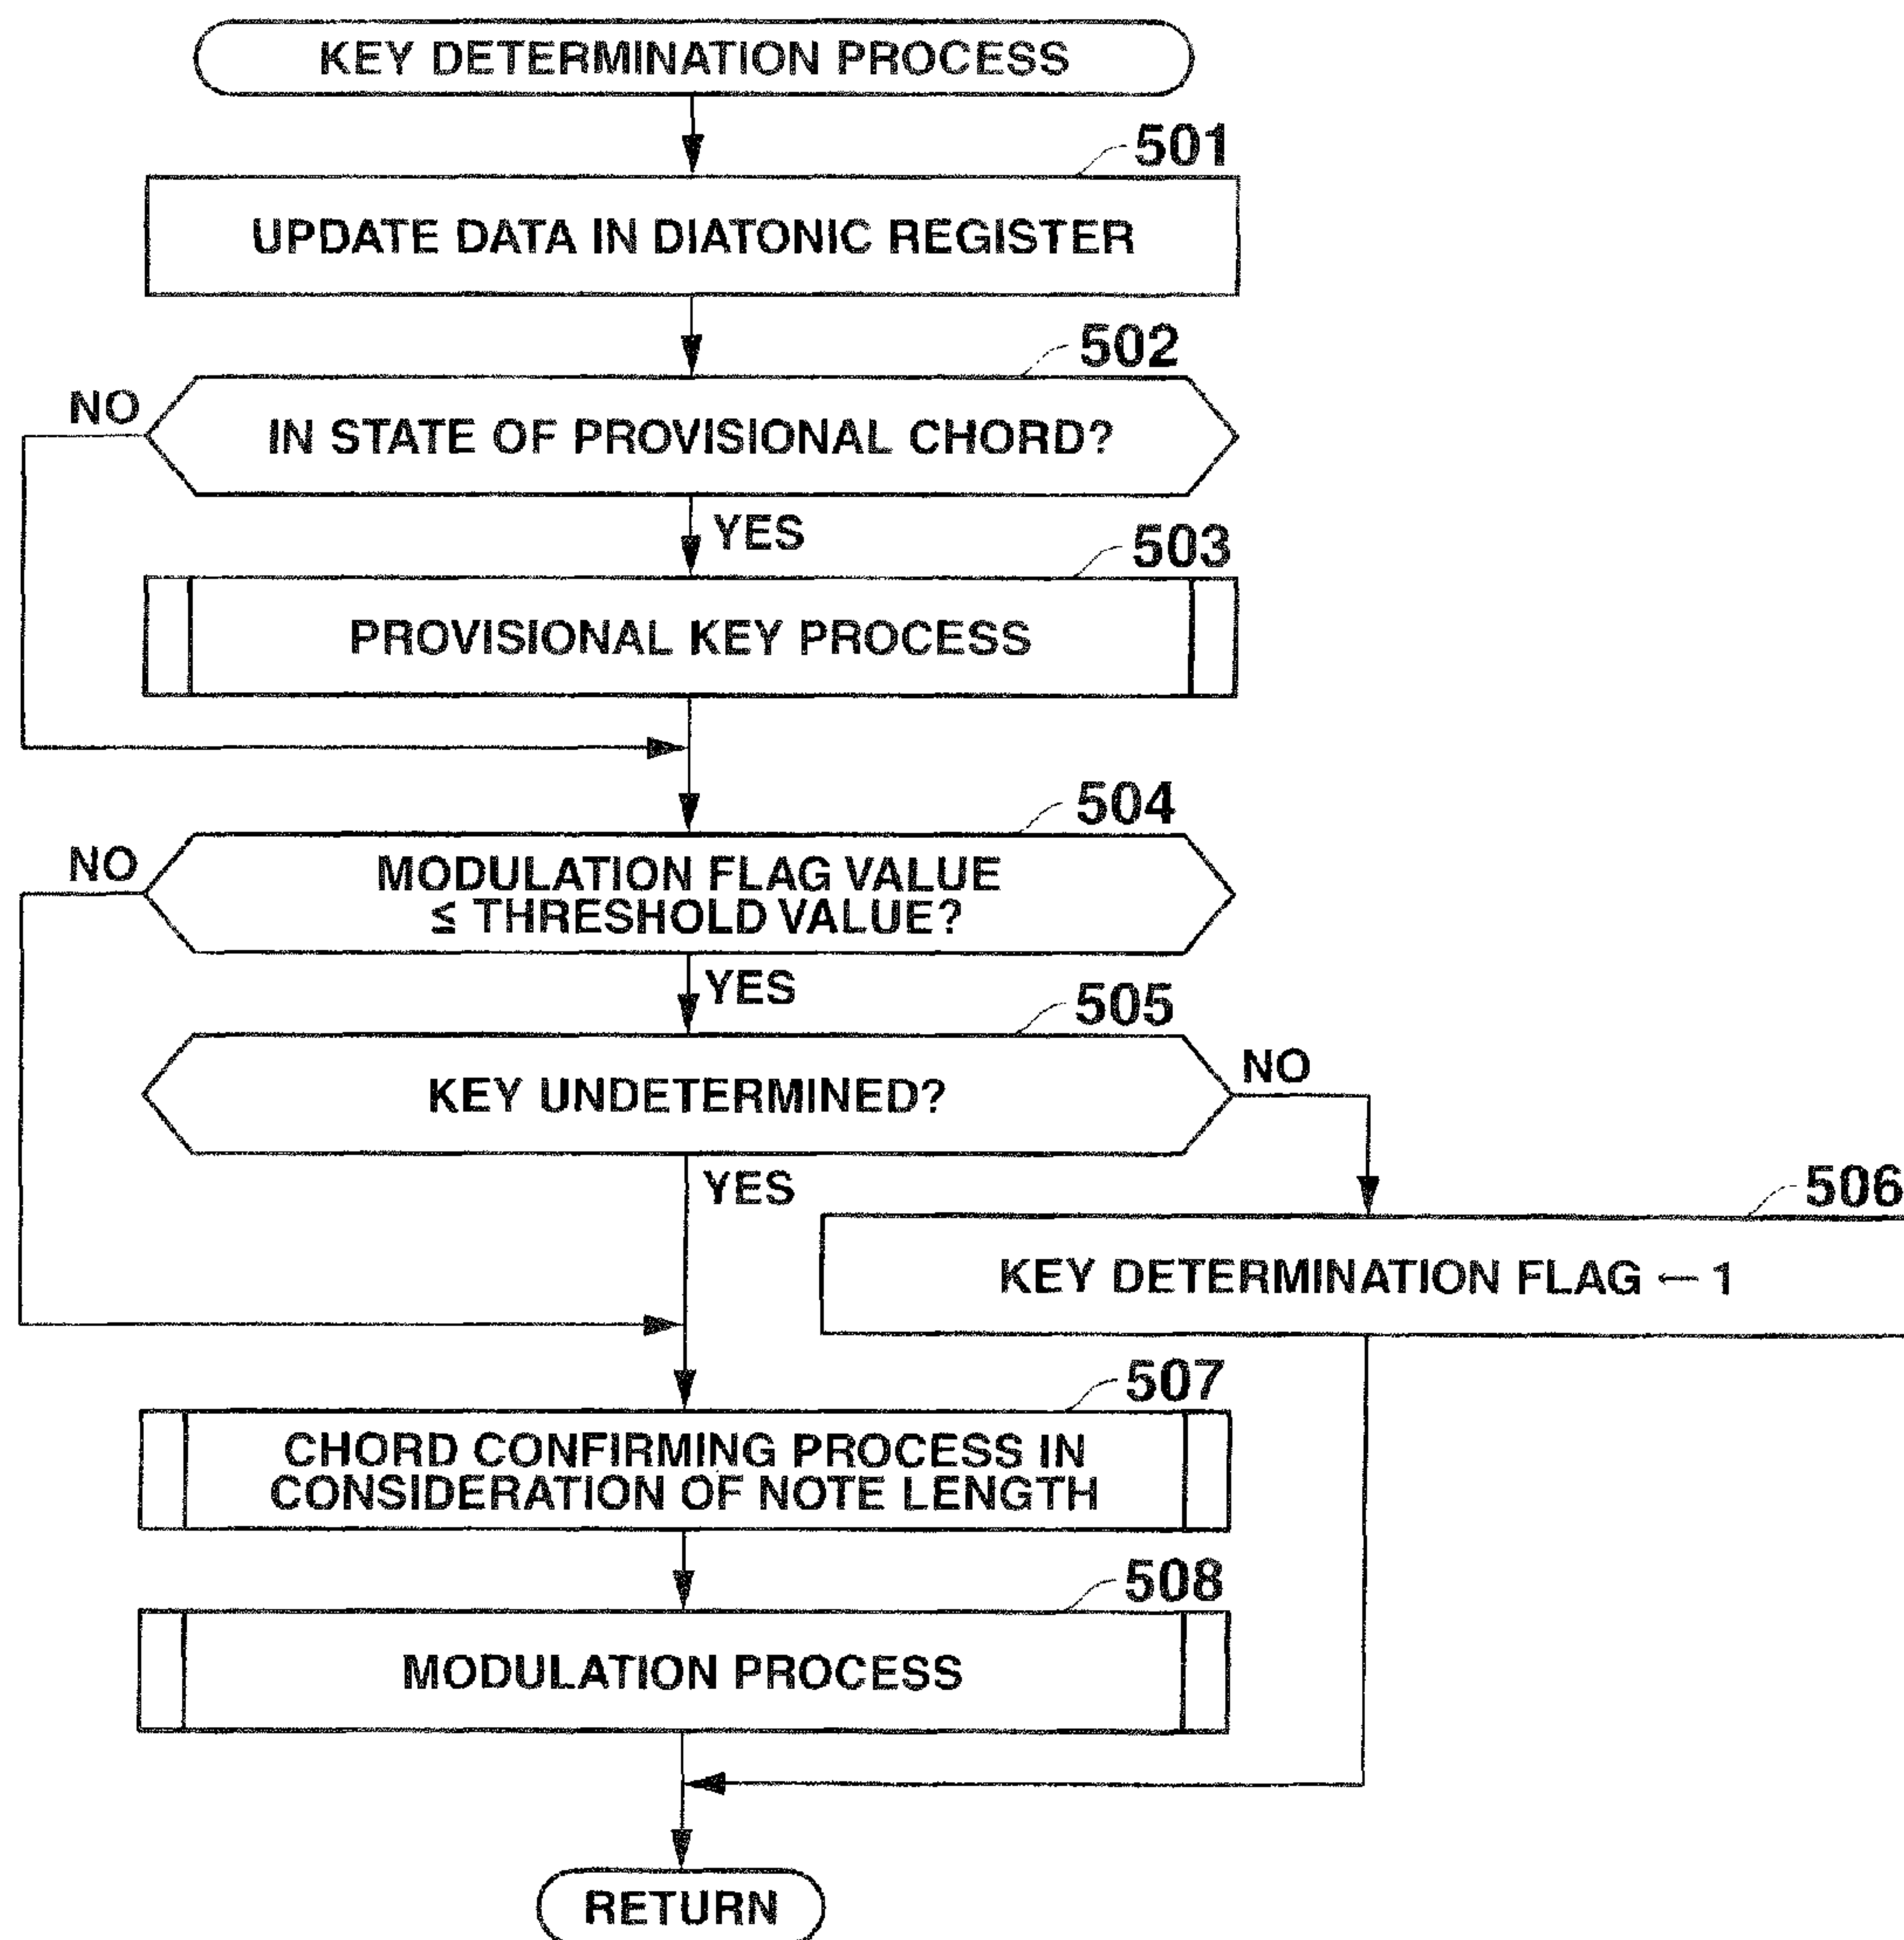 KEY DETERMINATION PROCESS
501
UPDATE DATA IN DIATONIC REGISTER
502
NO
IN STATE OF PROVISIONAL CHORD?
YES
503
PROVISIONAL KEY PROCESS
504
NO
MODULATION FLAG VALUE
≤ THRESHOLD VALUE?
YES
505
KEY UNDETERMINED?
NO
YES
506
KEY DETERMINATION FLAG ← 1
507
CHORD CONFIRMING PROCESS IN
CONSIDERATION OF NOTE LENGTH
508
MODULATION PROCESS
RETURN